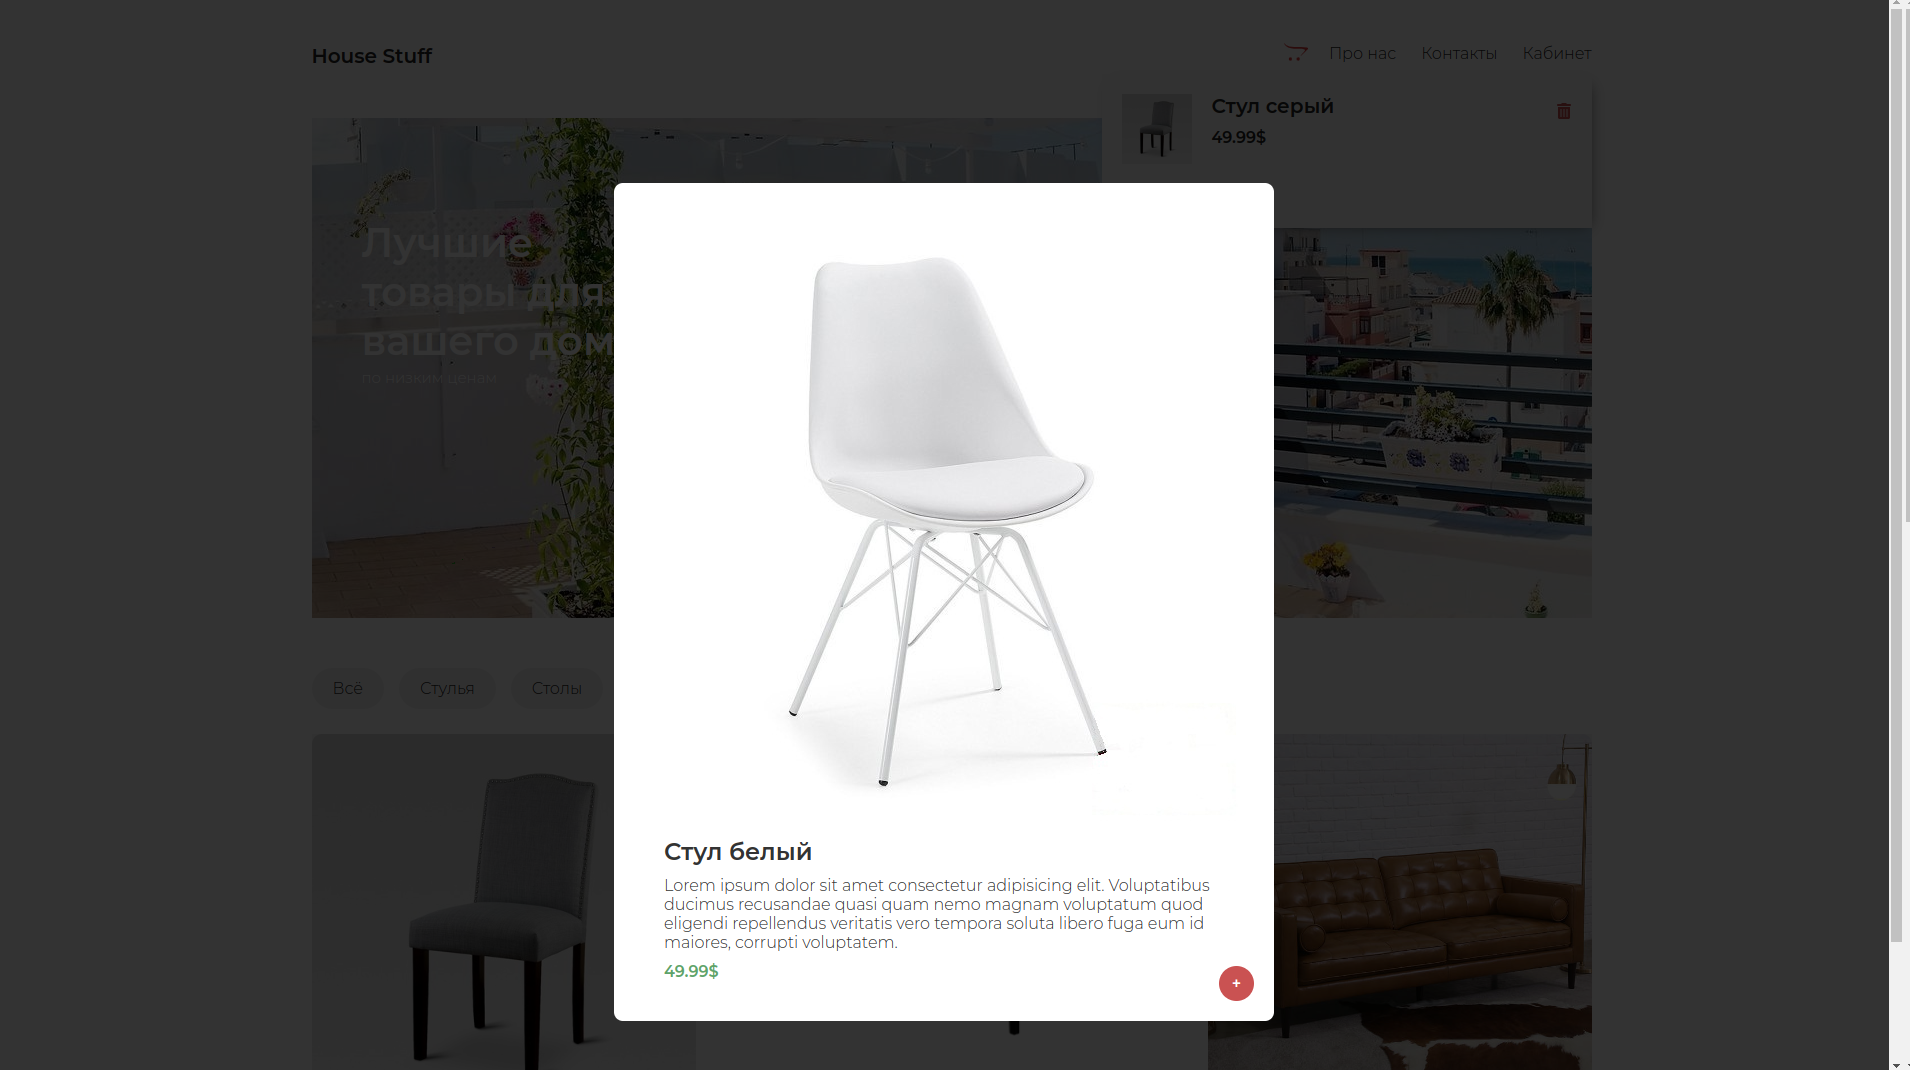 House Stuff
Про нас
Контакты
Кабинет
Стул серый
49.99$
Лучшие
товары для
вашего дом
по низким ценам
Всё
Стулья
Столы
Стул белый
Lorem ipsum dolor sit amet consectetur adipisicing elit. Voluptatibus
ducimus recusandae quasi quam nemo magnam voluptatum quod
eligendi repellendus veritatis vero tempora soluta libero fuga eum id
maiores, corrupti voluptatem.
49.99$
+